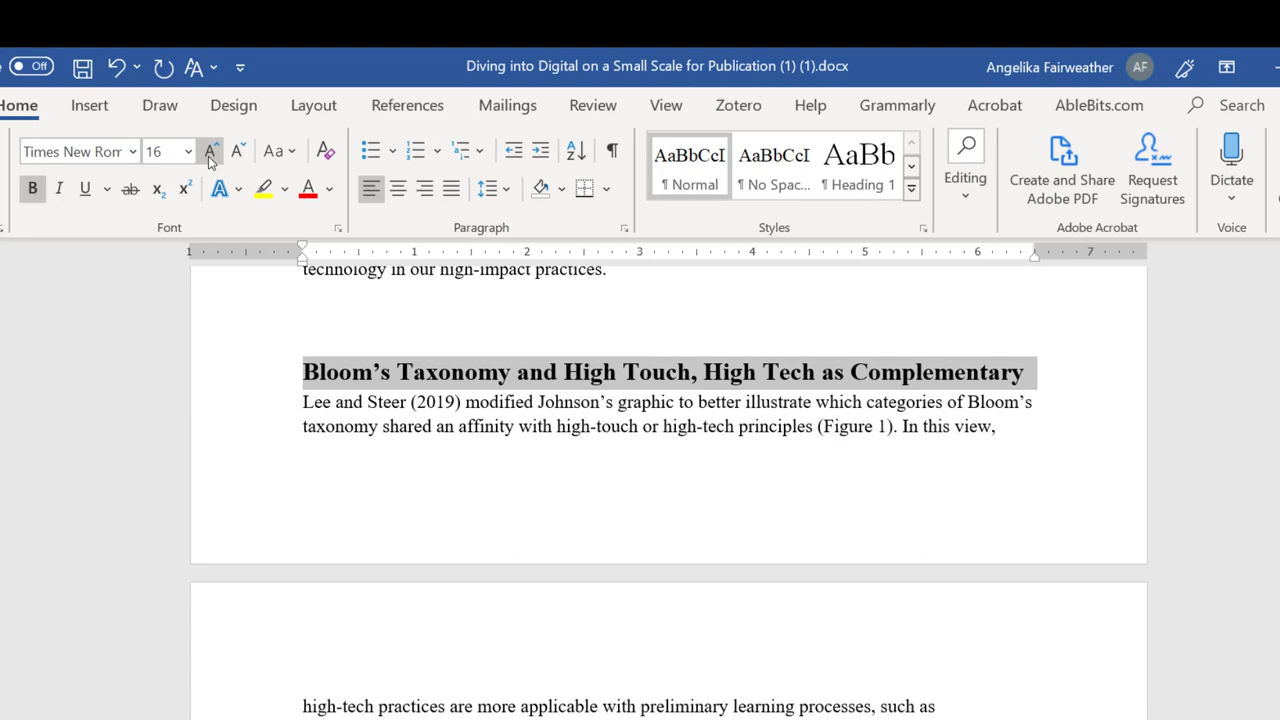 Off
Diving into Digital on a Small Scale for Publication (1) (1).docx
Angelika Fairweather AF
Home Insert Draw Design Layout References Mailings Review View Zotero Help Grammarly Acrobat AbleBits.com Search
Times New Rom 16 Aa
AaBbCcI AaBbCcI AaBb
¶ Normal ¶ No Spac... ¶ Heading 1
Editing
Create and Share
Adobe PDF
Request
Signatures
Dictate
Font Paragraph Styles Adobe Acrobat Voice
1 1 2 3 4 5 6 7
technology in our high-impact practices.
Bloom’s Taxonomy and High Touch, High Tech as Complementary
Lee and Steer (2019) modified Johnson’s graphic to better illustrate which categories of Bloom’s
taxonomy shared an affinity with high-touch or high-tech principles (Figure 1). In this view,
high-tech practices are more applicable with preliminary learning processes, such as